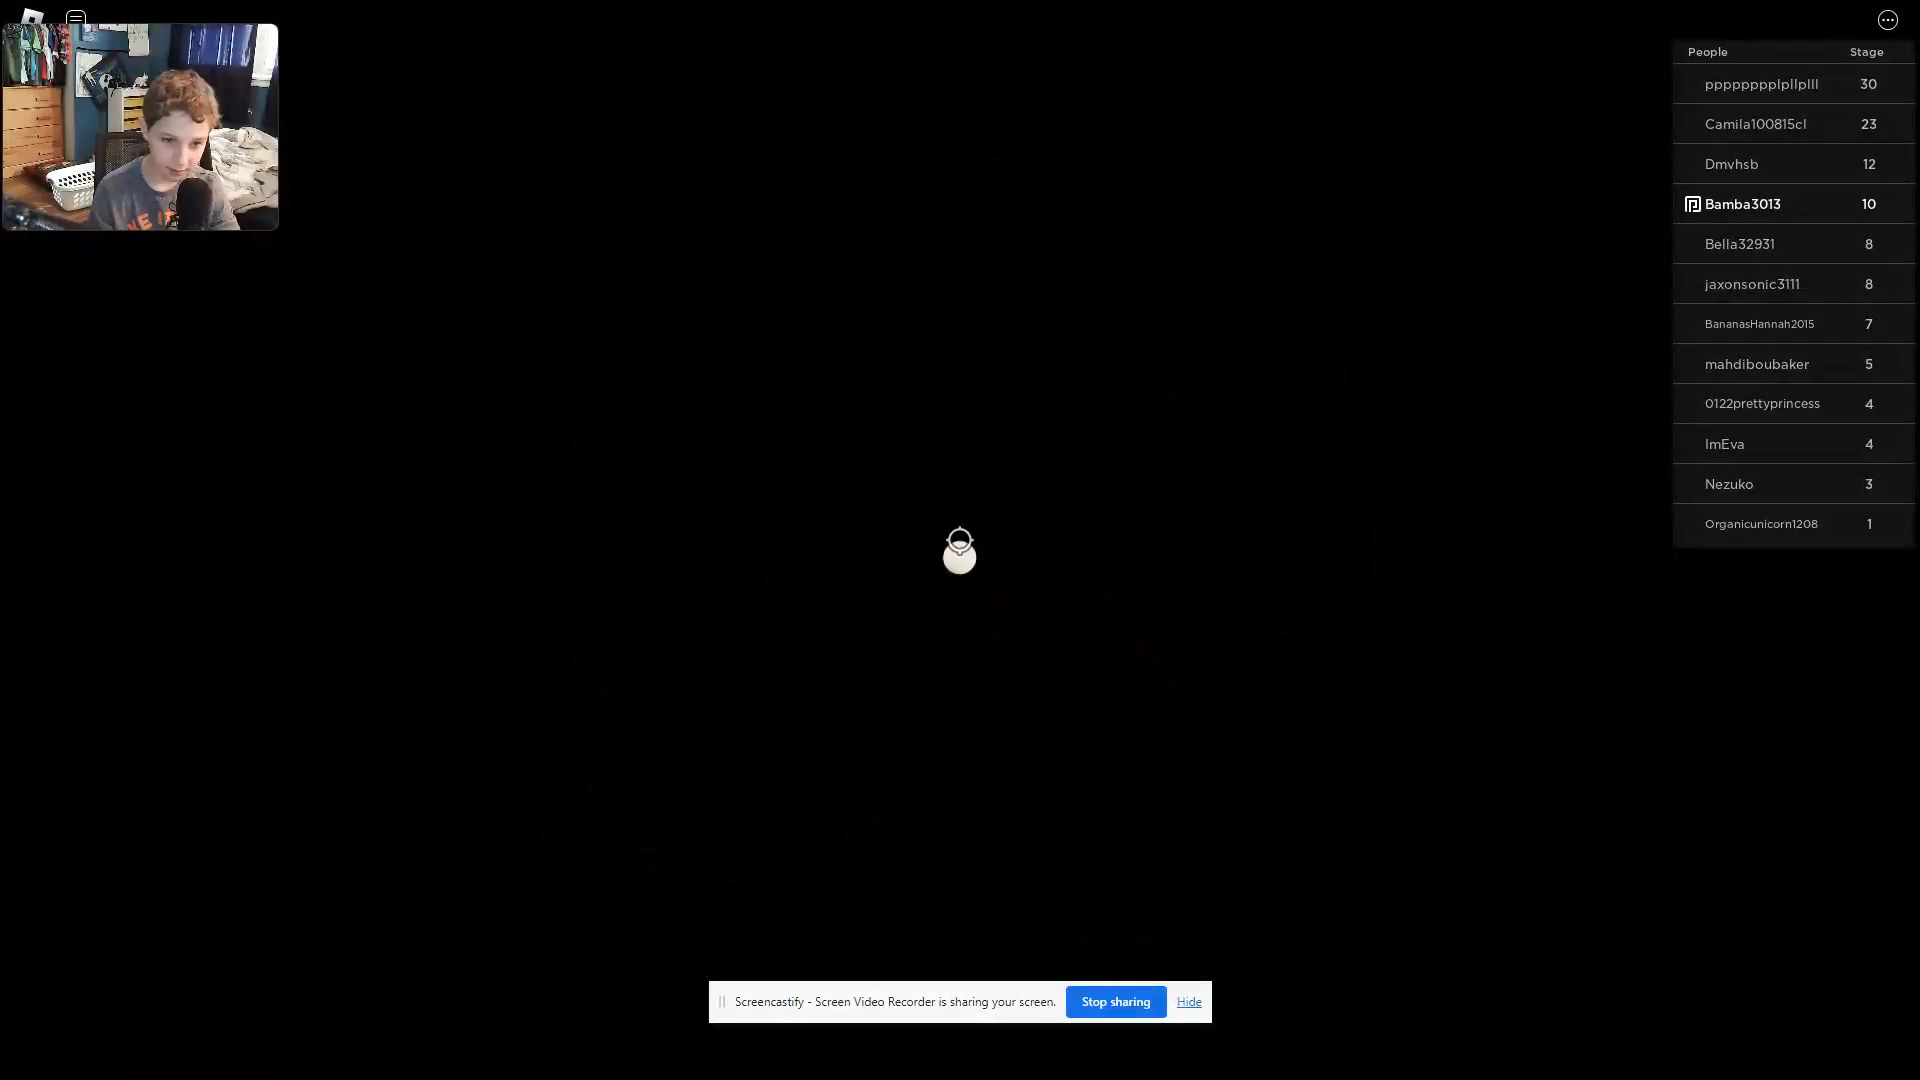 People Stage
pppppppplpllplll 30
Camila100815cl 23
Dmvhsb 12
Bamba3013 10
Bella32931 8
jaxonsonic3111 8
BananasHannah2015 7
mahdiboubaker 5
0122prettyprincess 4
ImEva 4
Nezuko 3
Organicunicorn1208 1
Screencastify - Screen Video Recorder is sharing your screen. Stop sharing Hide